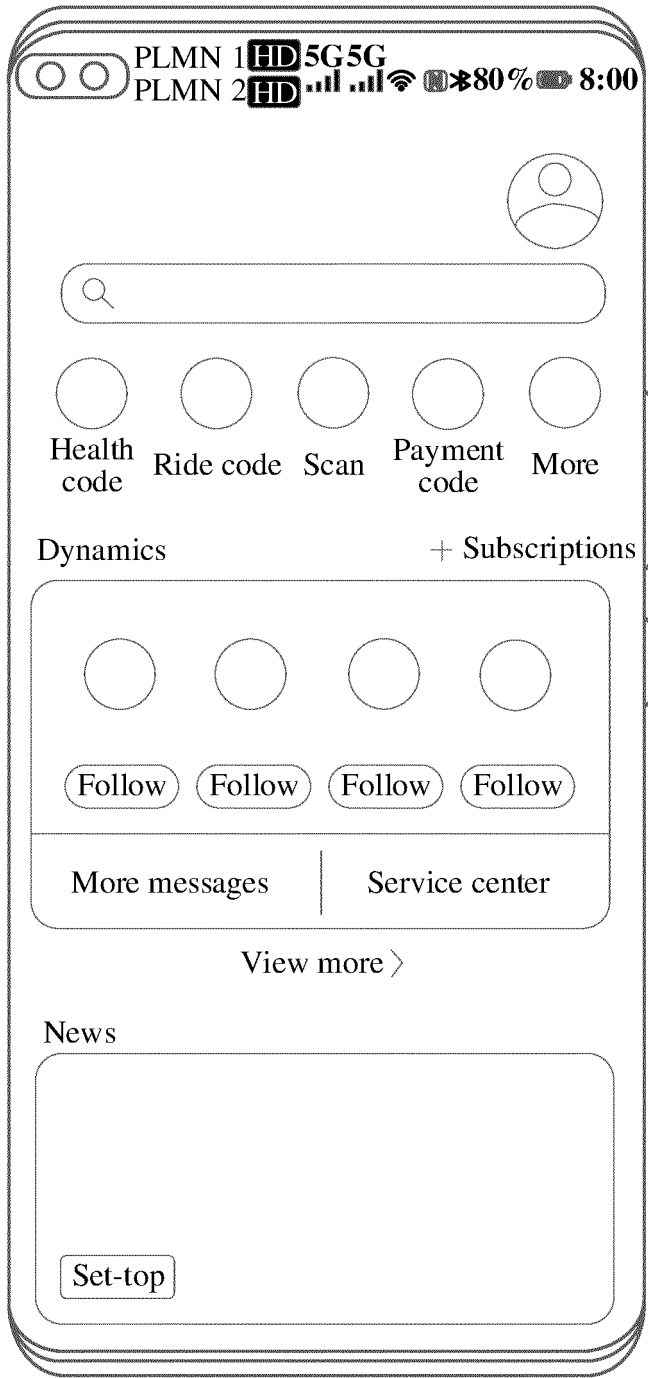 PLMN 1 HD 5G 5G
PLMN 2 HD N 80% 8:00
Health code
Ride code
Scan
Payment code
More
Dynamics
+ Subscriptions
Follow Follow Follow Follow
More messages
Service center
View more >
News
Set-top